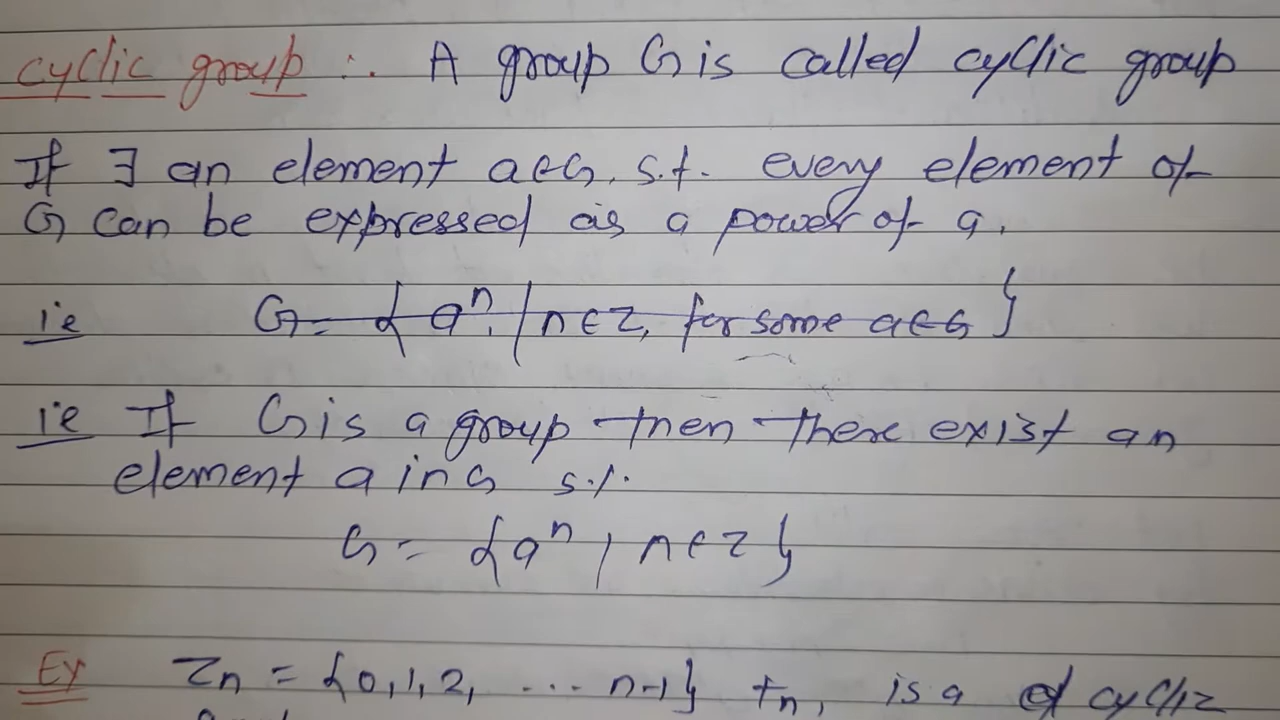 cyclic group :. A group G is called cyclic group
If ∃ an element a∈G. s.t. every element of
G can be expressed as a power of a.
ie G = { aⁿ. / n∈Z, for some a∈G }
ie If G is a group then there exist an
element a in G s.t.
G = {aⁿ / n∈Z}
Ex Zn = {0,1,2, ... n-1} +n, is a of cyclic